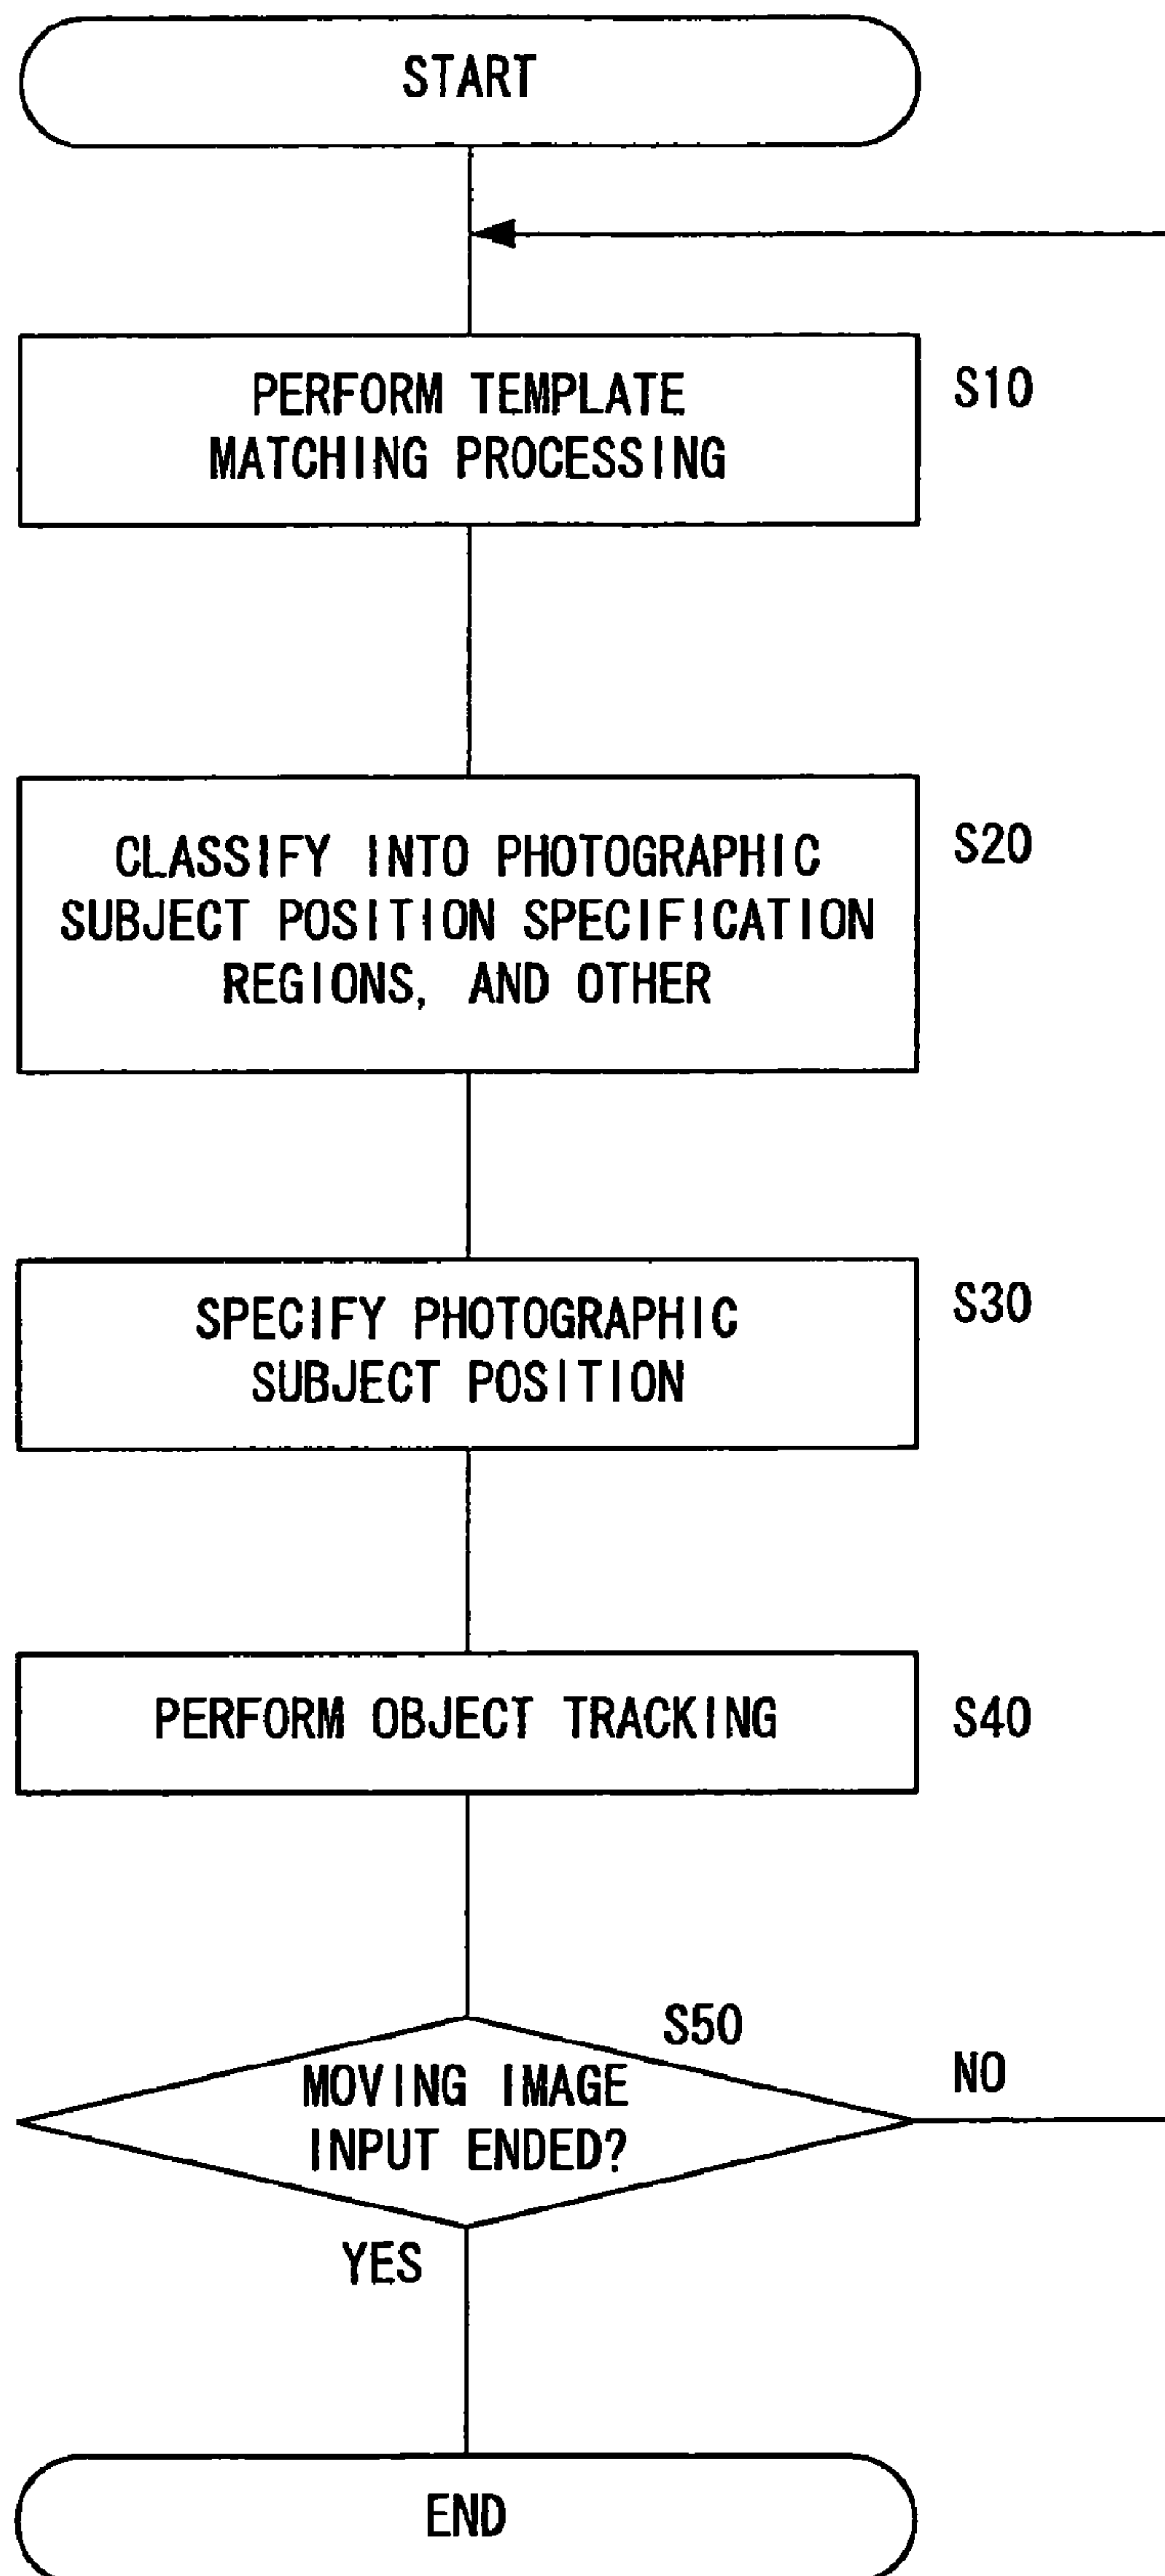 START
PERFORM TEMPLATE
MATCHING PROCESSING
S10
CLASSIFY INTO PHOTOGRAPHIC
SUBJECT POSITION SPECIFICATION
REGIONS, AND OTHER
S20
SPECIFY PHOTOGRAPHIC
SUBJECT POSITION
S30
PERFORM OBJECT TRACKING
S40
S50
MOVING IMAGE
INPUT ENDED?
NO
YES
END